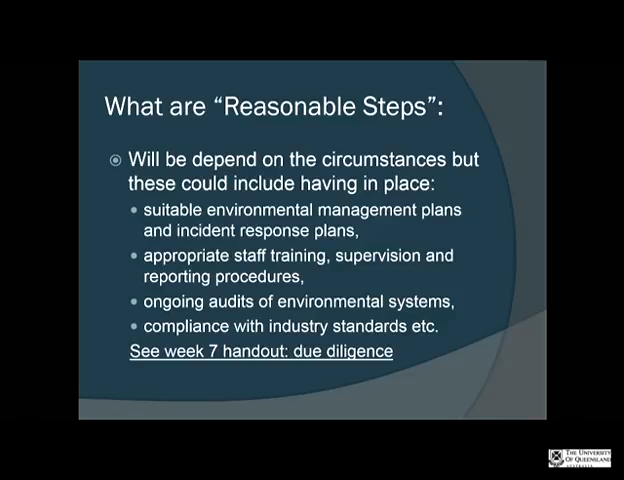 What are “Reasonable Steps”:
Will be depend on the circumstances but
these could include having in place:
suitable environmental management plans
and incident response plans,
appropriate staff training, supervision and
reporting procedures,
ongoing audits of environmental systems,
compliance with industry standards etc.
See week 7 handout: due diligence
THE UNIVERSITY
OF QUEENSLAND
AUSTRALIA